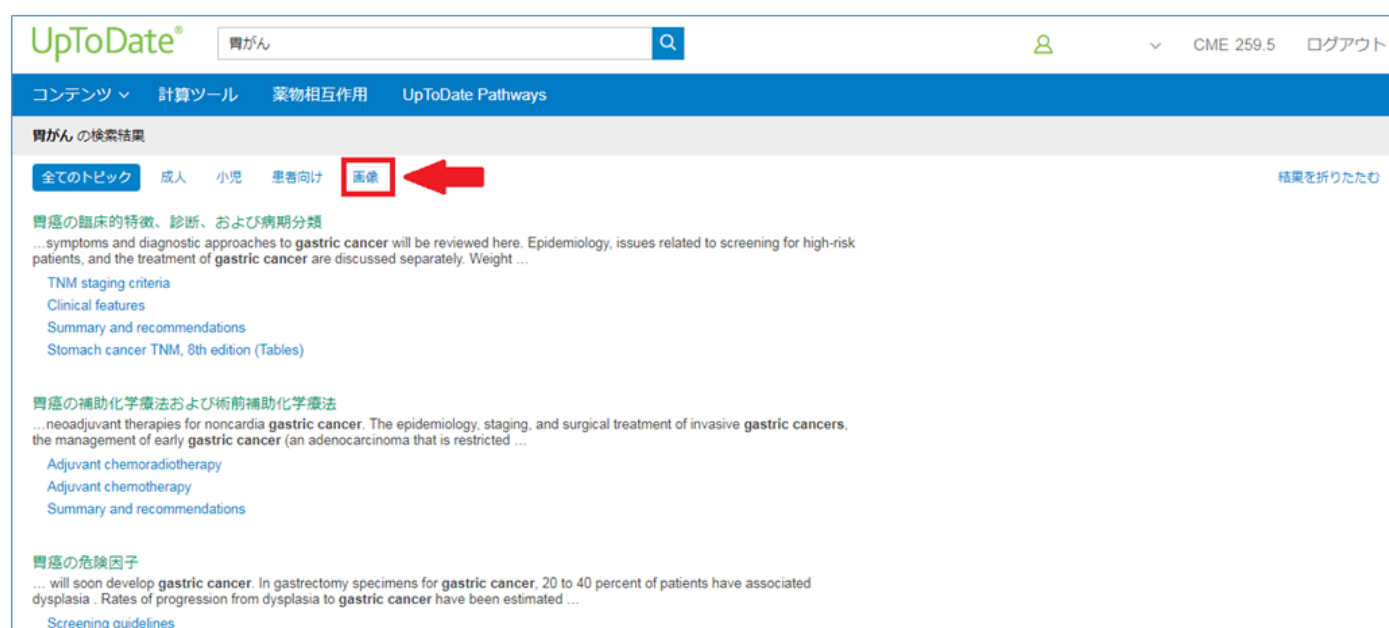 UpToDate®
胃がん
CME 259.5
ログアウト
コンテンツ
計算ツール
薬物相互作用
UpToDate Pathways
胃がん の検索結果
全てのトピック
成人
小児
患者向け
画像
結果を折りたたむ
胃癌の臨床的特徴、診断、および病期分類
…symptoms and diagnostic approaches to gastric cancer will be reviewed here. Epidemiology, issues related to screening for high-risk
patients, and the treatment of gastric cancer are discussed separately. Weight …
TNM staging criteria
Clinical features
Summary and recommendations
Stomach cancer TNM, 8th edition (Tables)
胃癌の補助化学療法および術前補助化学療法
…neoadjuvant therapies for noncardia gastric cancer. The epidemiology, staging, and surgical treatment of invasive gastric cancers,
the management of early gastric cancer (an adenocarcinoma that is restricted …
Adjuvant chemoradiotherapy
Adjuvant chemotherapy
Summary and recommendations
胃癌の危険因子
… will soon develop gastric cancer. In gastrectomy specimens for gastric cancer, 20 to 40 percent of patients have associated
dysplasia . Rates of progression from dysplasia to gastric cancer have been estimated …
Screening guidelines